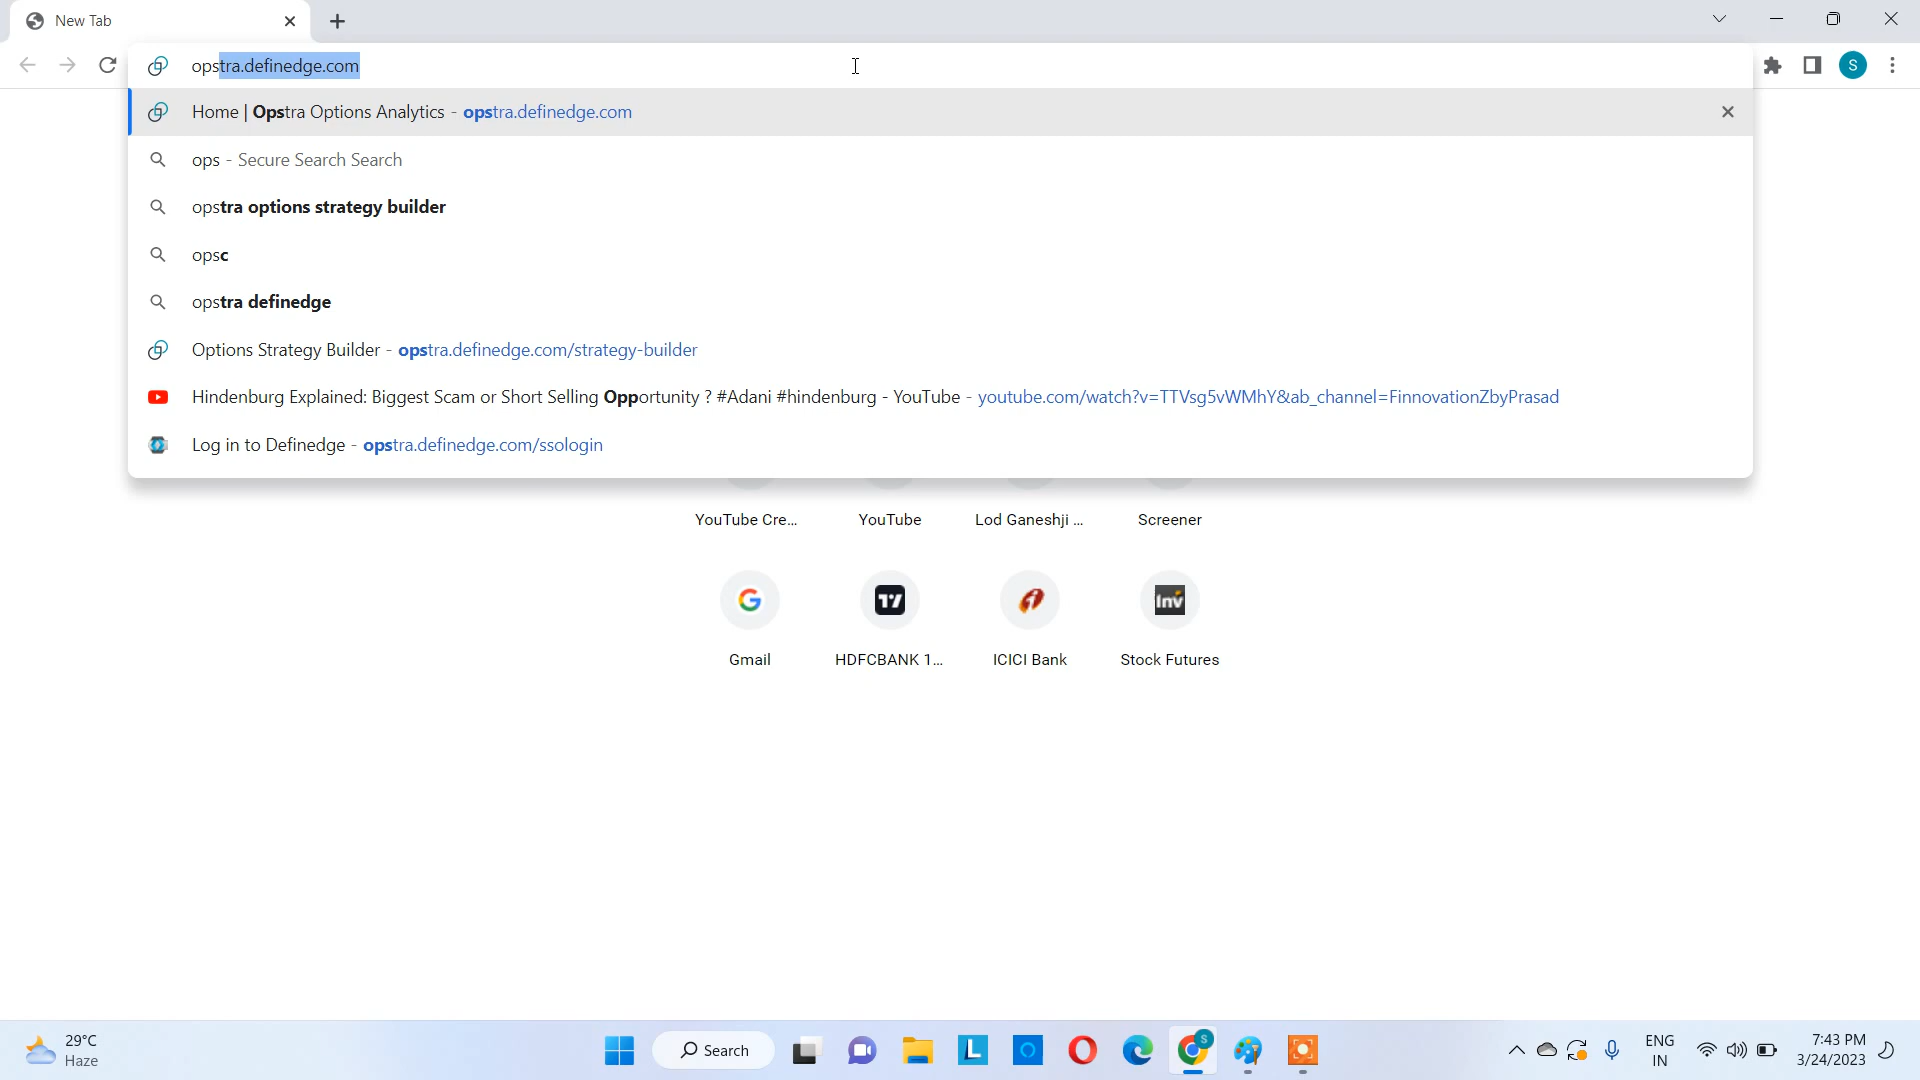 New Tab
opstra.definedge.com
S
Home | Opstra Options Analytics - opstra.definedge.com
ops - Secure Search Search
opstra options strategy builder
opsc
opstra definedge
Options Strategy Builder - opstra.definedge.com/strategy-builder
Hindenburg Explained: Biggest Scam or Short Selling Opportunity ? #Adani #hindenburg - YouTube - youtube.com/watch?v=TTVsg5vWMhY&ab_channel=FinnovationZbyPrasad
Log in to Definedge - opstra.definedge.com/ssologin
YouTube Cre... YouTube Lod Ganeshji ... Screener
Inv
Gmail HDFCBANK 1... ICICI Bank Stock Futures
29°C
Haze
Search
L
S
ENG
IN
7:43 PM
3/24/2023